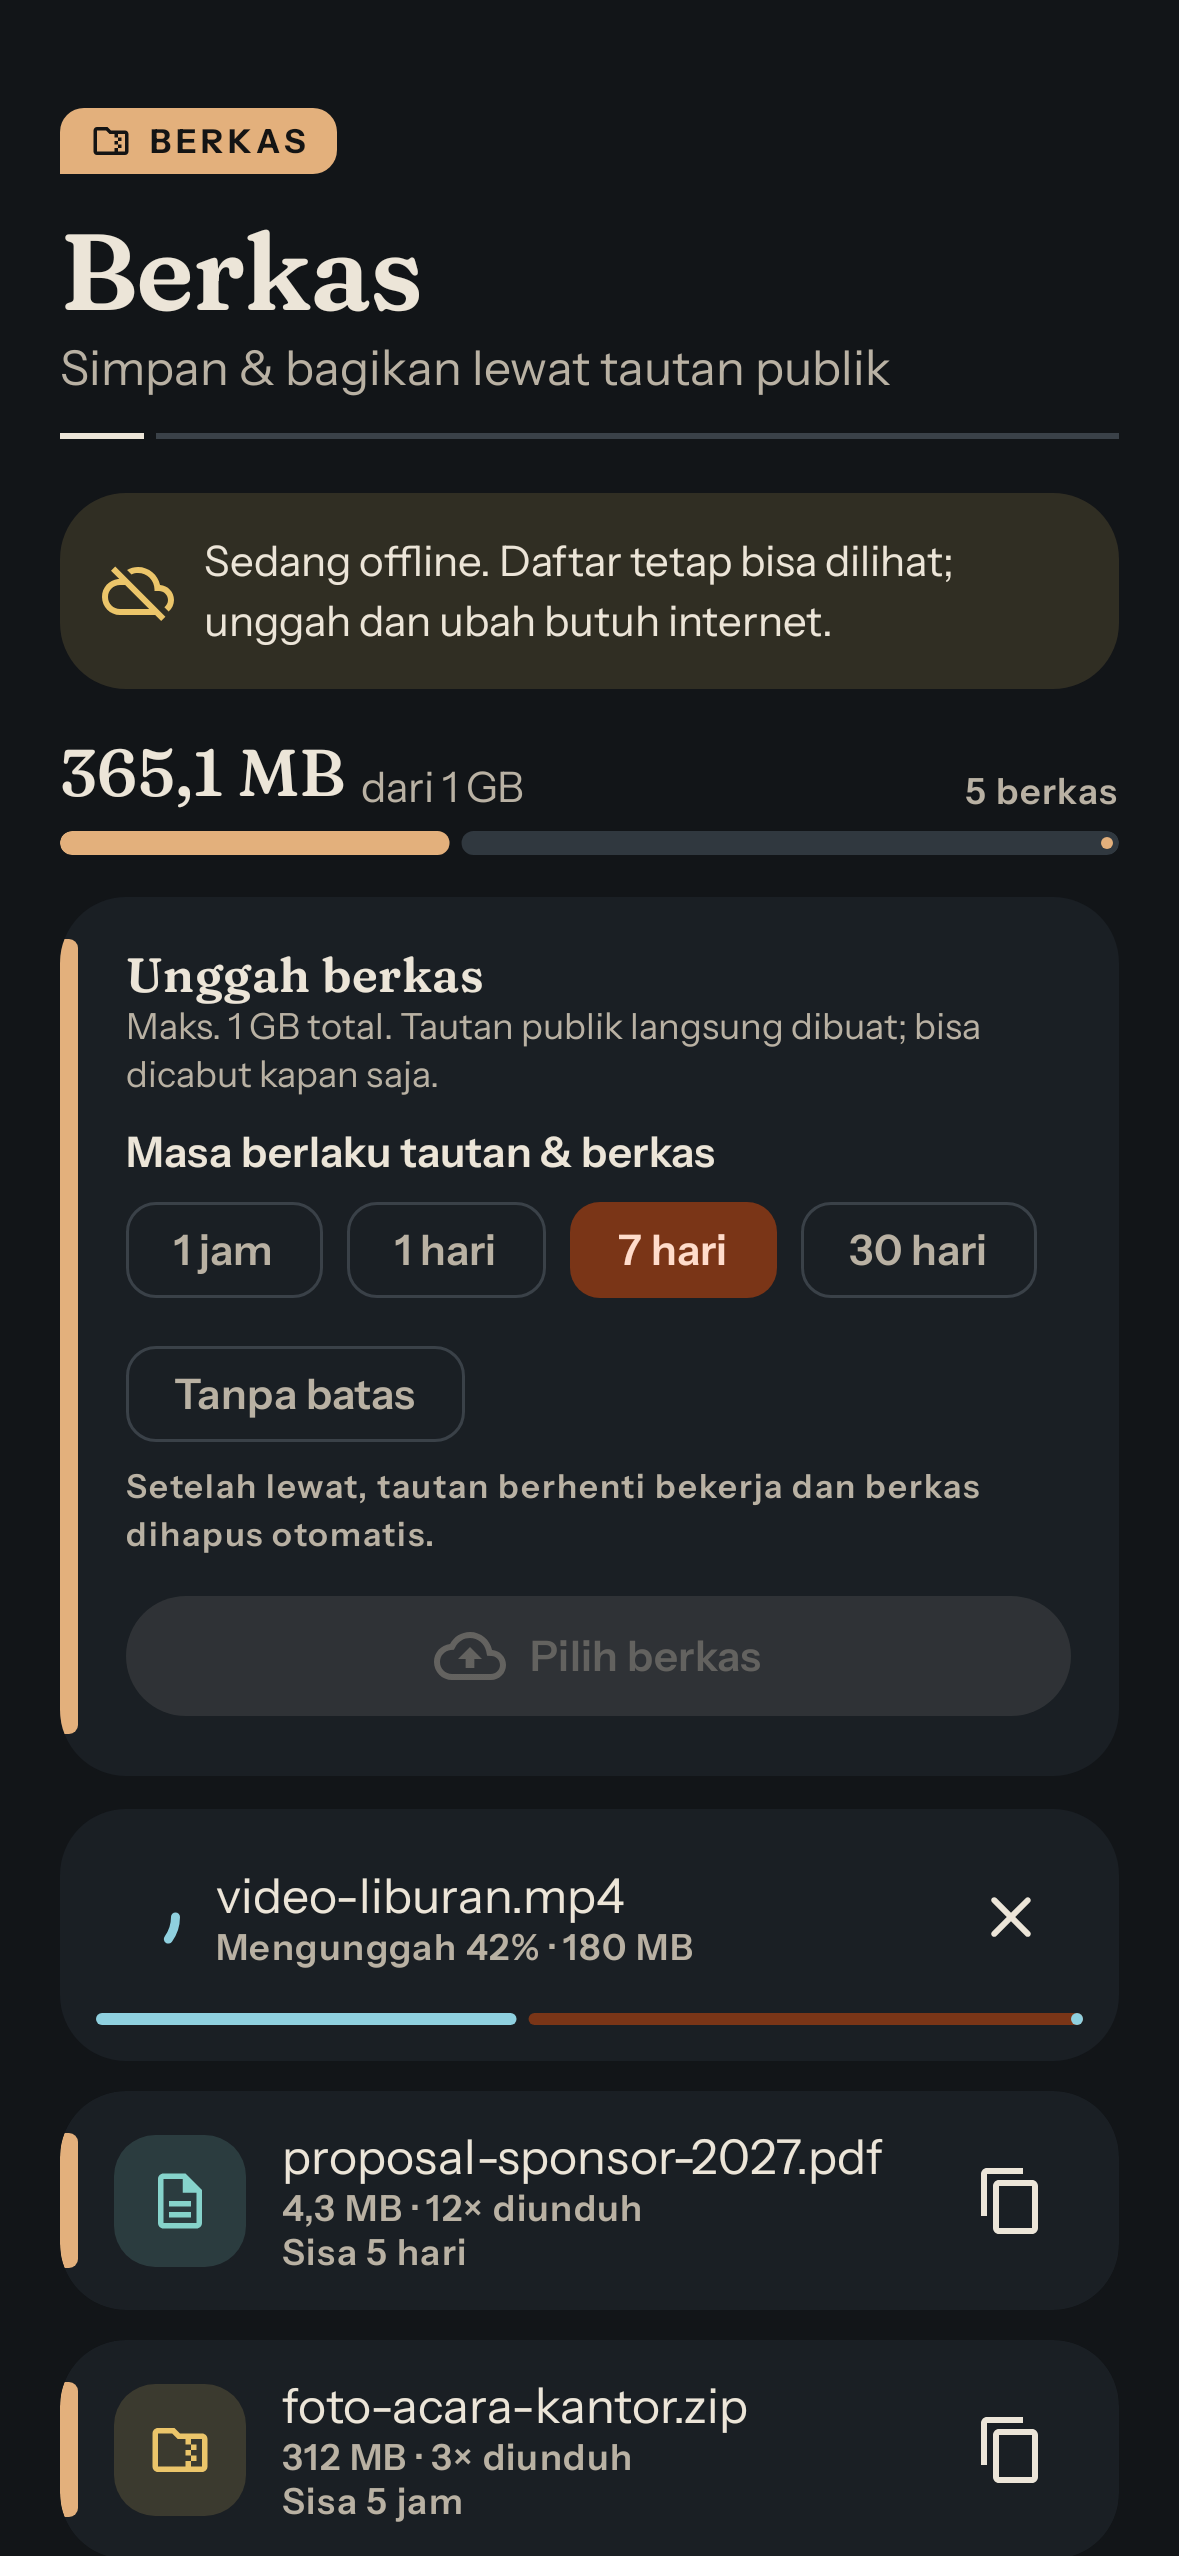 BERKAS
Berkas
Simpan & bagikan lewat tautan publik
Sedang offline. Daftar tetap bisa dilihat;
unggah dan ubah butuh internet.
365,1 MB dari 1 GB
5 berkas
Unggah berkas
Maks. 1 GB total. Tautan publik langsung dibuat; bisa
dicabut kapan saja.
Masa berlaku tautan & berkas
1 jam
1 hari
7 hari
30 hari
Tanpa batas
Setelah lewat, tautan berhenti bekerja dan berkas
dihapus otomatis.
Pilih berkas
video-liburan.mp4
Mengunggah 42% · 180 MB
proposal-sponsor-2027.pdf
4,3 MB · 12× diunduh
Sisa 5 hari
foto-acara-kantor.zip
312 MB · 3× diunduh
Sisa 5 jam